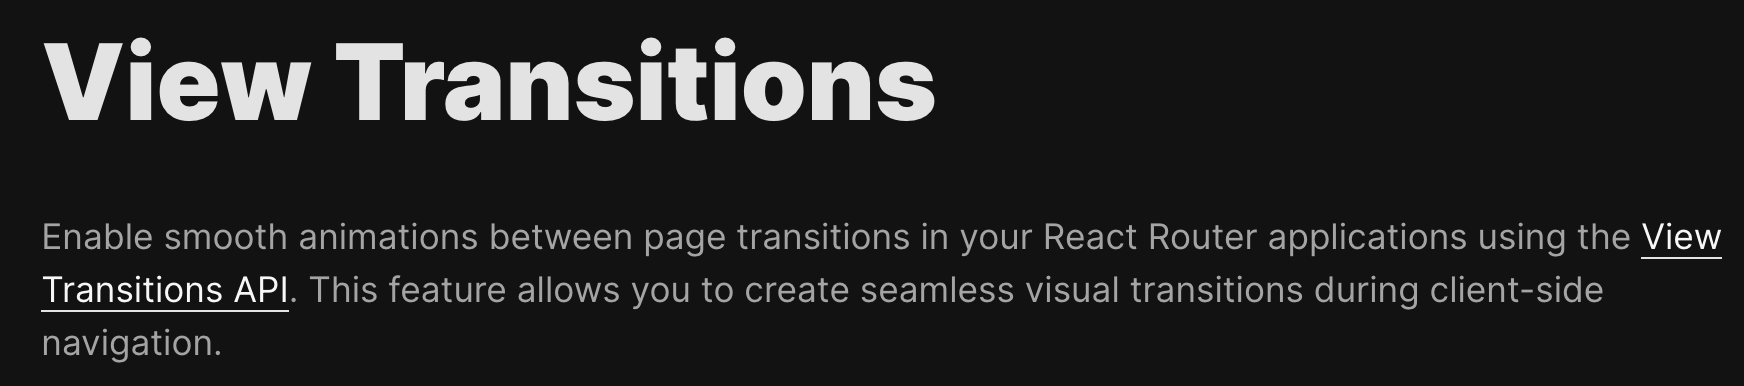 View Transitions
Enable smooth animations between page transitions in your React Router applications using the View
Transitions API. This feature allows you to create seamless visual transitions during client-side
navigation.